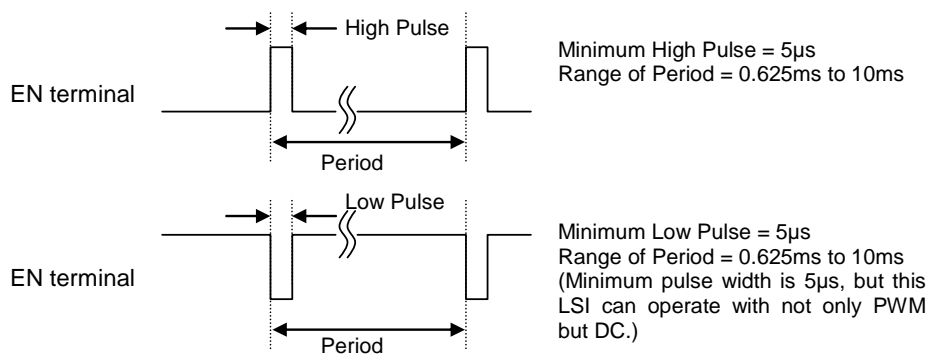 High Pulse
Minimum High Pulse = 5µs
Range of Period = 0.625ms to 10ms
EN terminal
Period
Low Pulse
Minimum Low Pulse = 5µs
Range of Period = 0.625ms to 10ms
(Minimum pulse width is 5µs, but this
LSI can operate with not only PWM
but DC.)
EN terminal
Period